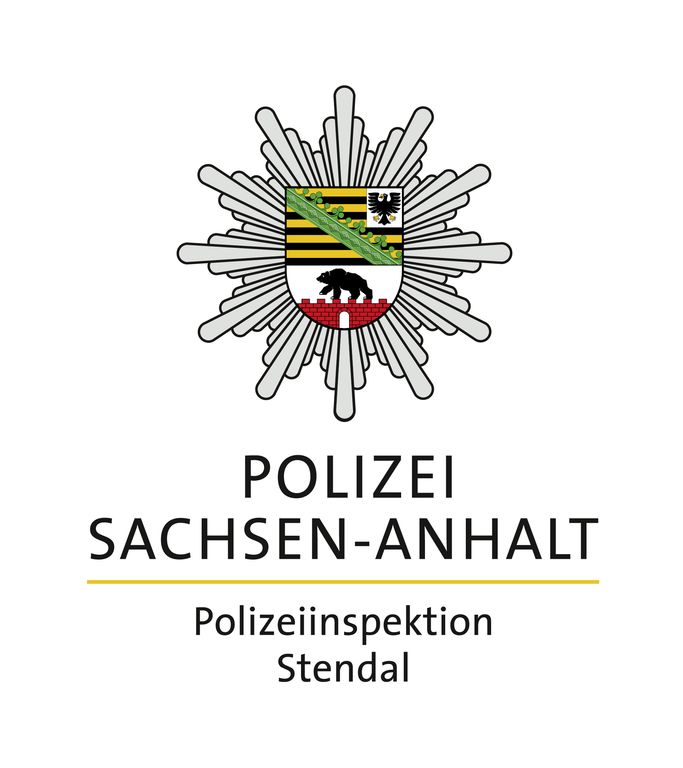 POLIZEI
SACHSEN-ANHALT
Polizeiinspektion
Stendal